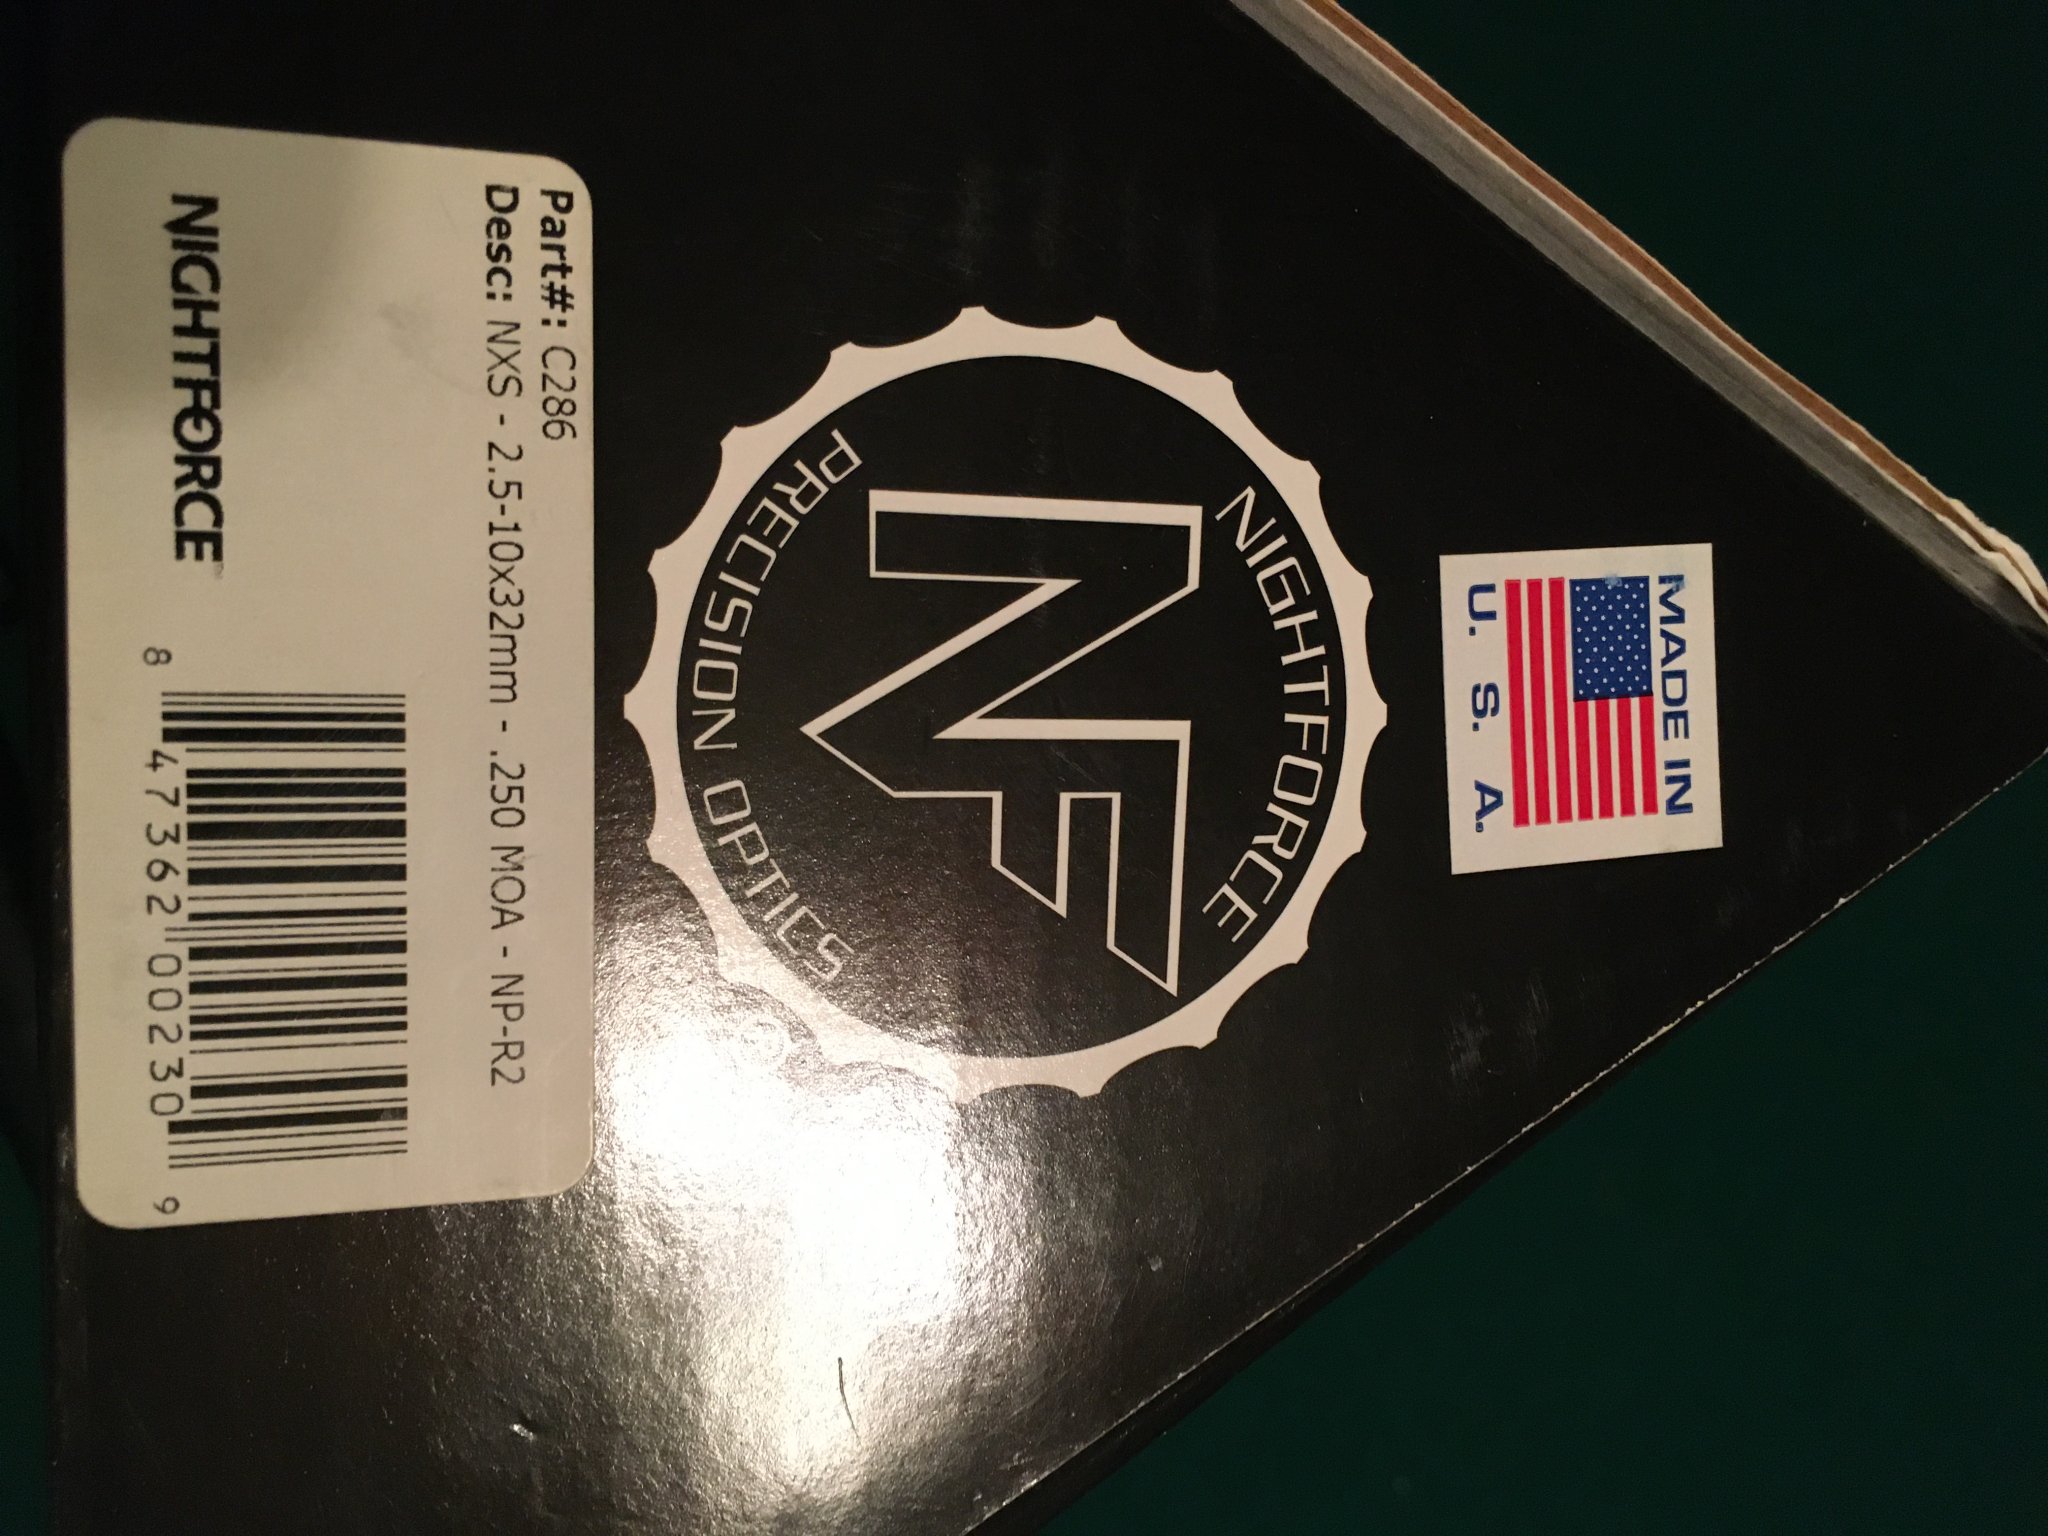 MADE IN
U. S. A.
NIGHTFORCE
NF
PRECISION OPTICS
®
Part#: C286
Desc: NXS - 2.5-10x32mm - .250 MOA - NP-R2
NIGHTFORCE
8 47362 00230 9